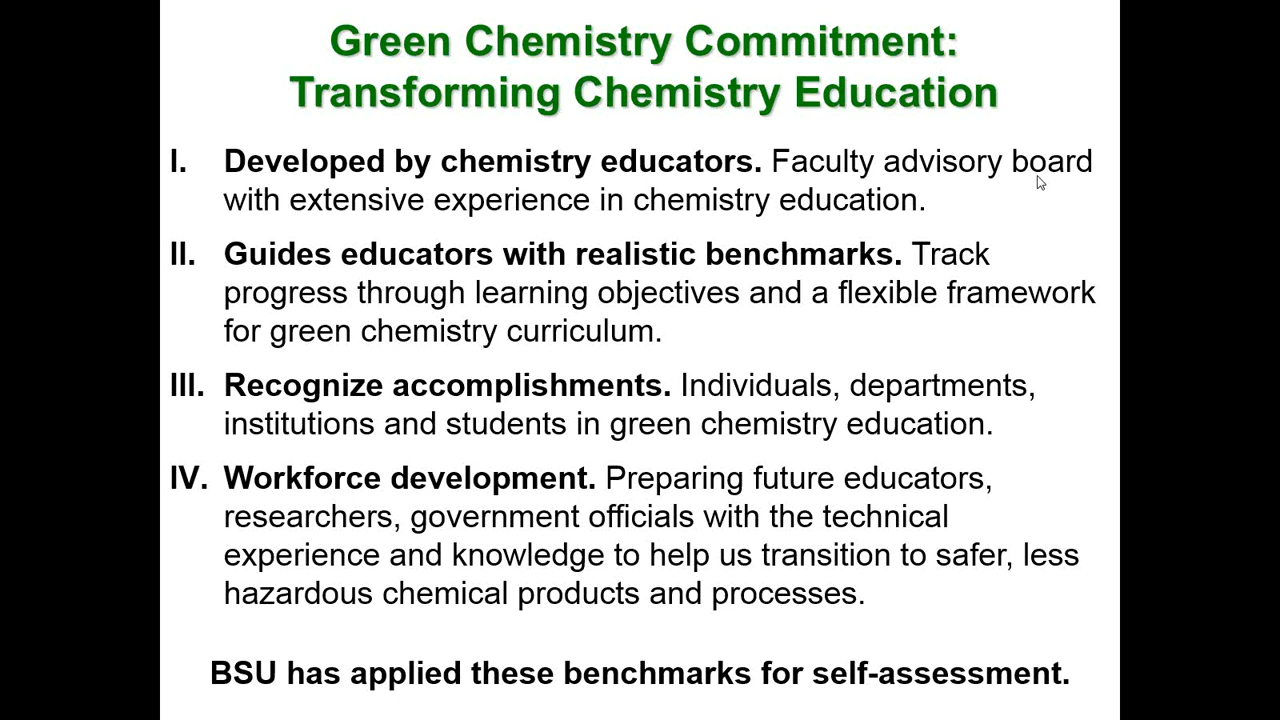 Green Chemistry Commitment:
Transforming Chemistry Education
I. Developed by chemistry educators. Faculty advisory board
with extensive experience in chemistry education.
II. Guides educators with realistic benchmarks. Track
progress through learning objectives and a flexible framework
for green chemistry curriculum.
III. Recognize accomplishments. Individuals, departments,
institutions and students in green chemistry education.
IV. Workforce development. Preparing future educators,
researchers, government officials with the technical
experience and knowledge to help us transition to safer, less
hazardous chemical products and processes.
BSU has applied these benchmarks for self-assessment.